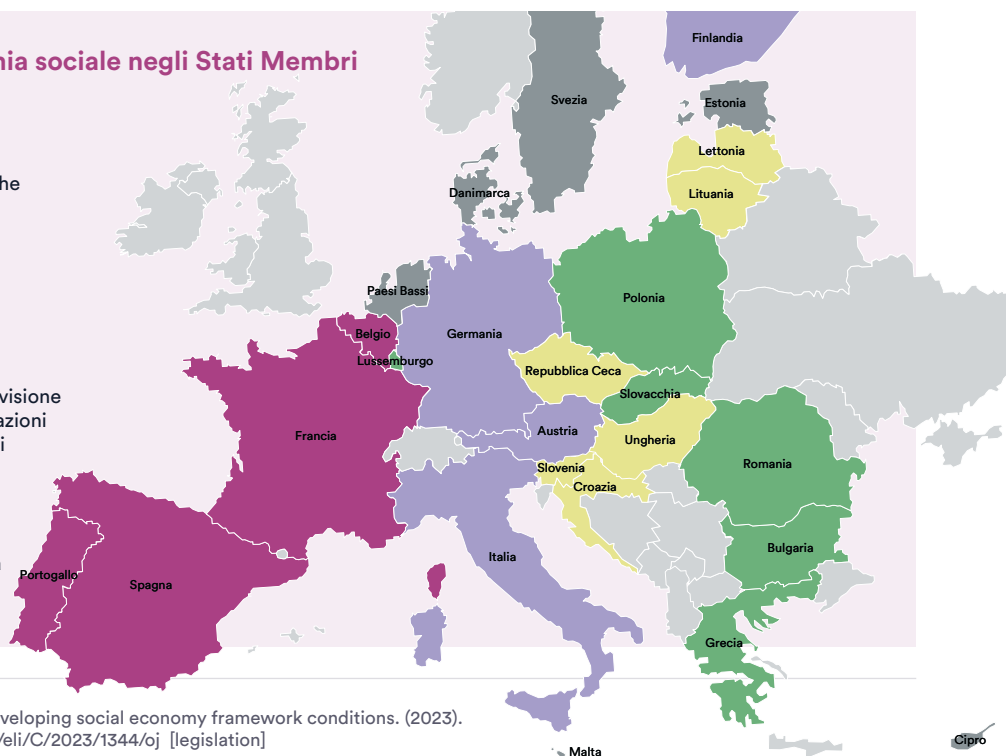 nia sociale negli Stati Membri
Finlandia
Svezia
Estonia
Lettonia
he
Lituania
Danimarca
Paesi Bassi
Polonia
Belgio
Germania
Lussemburgo
Repubblica Ceca
visione
Slovacchia
azioni
Francia
Austria
i
Ungheria
Romania
Slovenia
Croazia
Bulgaria
Italia
Portogallo
Spagna
Grecia
veloping social economy framework conditions. (2023).
/eli/C/2023/1344/oj [legislation]
Cipro
Malta